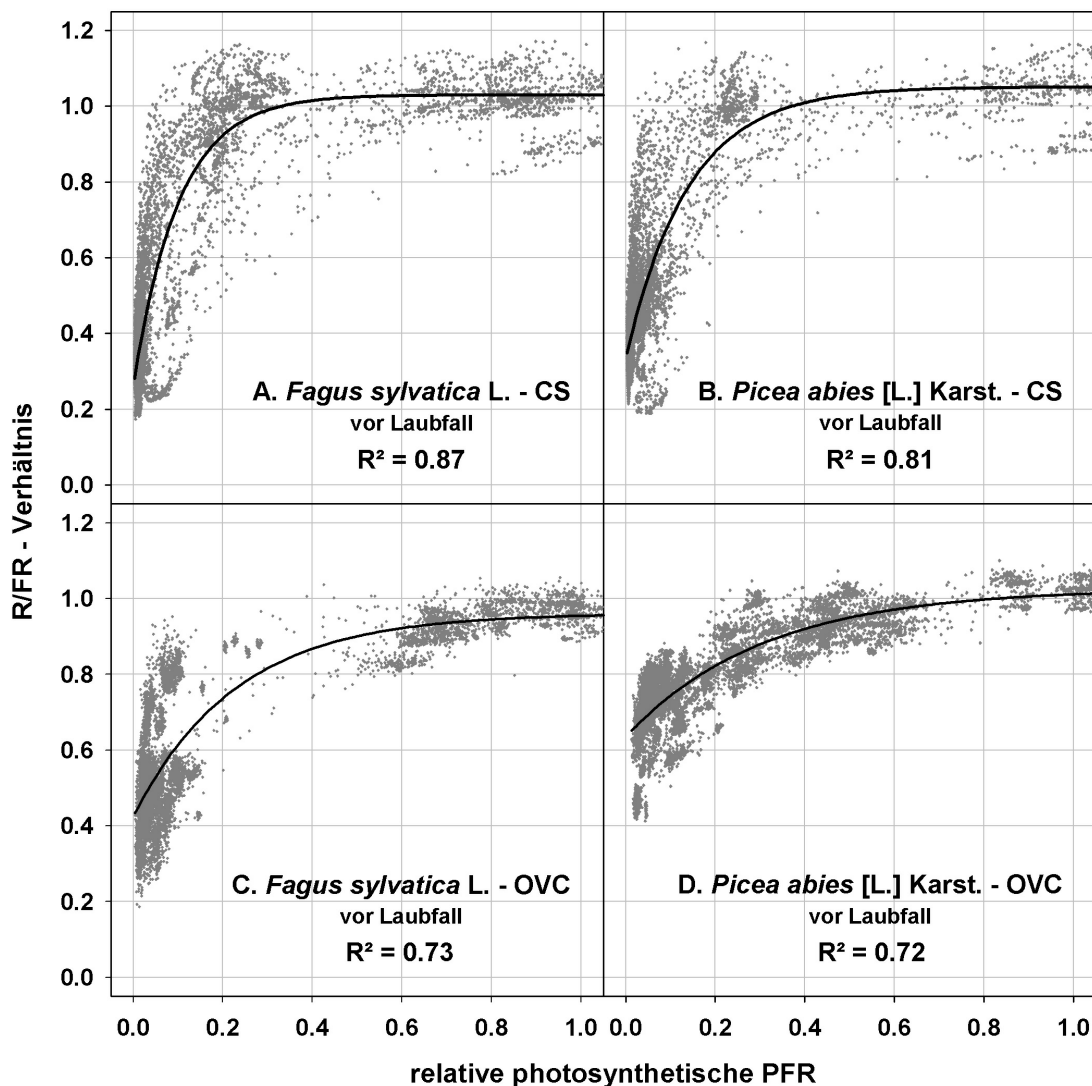 R/FR - Verhältnis
1.2
1.0
0.8
0.6
0.4
0.2
0.0
A. Fagus sylvatica L. - CS
vor Laubfall
R² = 0.87
B. Picea abies [L.] Karst. - CS
vor Laubfall
R² = 0.81
1.2
1.0
0.8
0.6
0.4
0.2
0.0
C. Fagus sylvatica L. - OVC
vor Laubfall
R² = 0.73
D. Picea abies [L.] Karst. - OVC
vor Laubfall
R² = 0.72
0.0 0.2 0.4 0.6 0.8 1.0
0.0 0.2 0.4 0.6 0.8 1.0
relative photosynthetische PFR